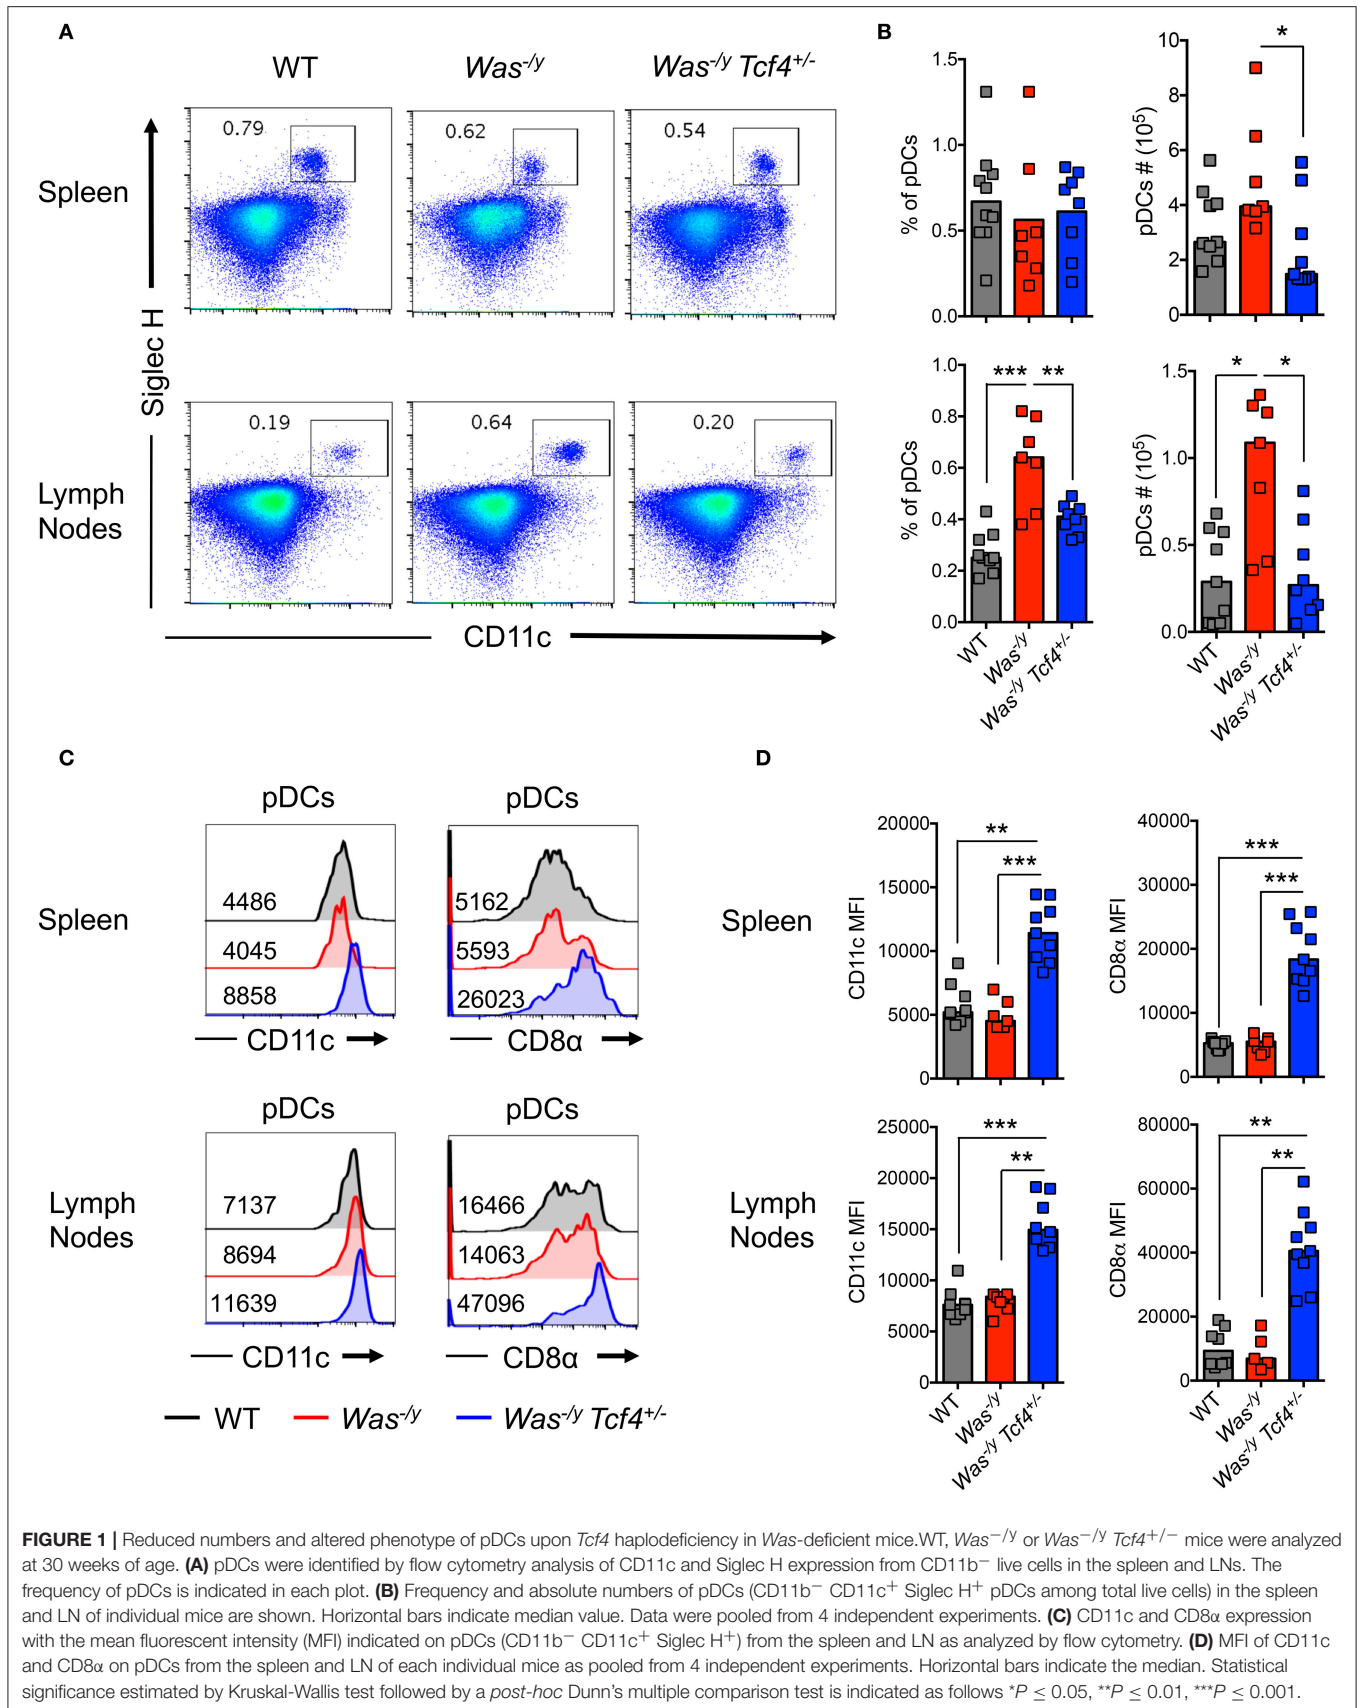 A
WT
Was-/y
Was-/y Tcf4+/-
Spleen
0.79
0.62
0.54
Siglec H
Lymph
Nodes
0.19
0.64
0.20
CD11c
B
% of pDCs
1.5
1.0
0.5
0.0
pDCs # (10⁵)
10
8
6
4
2
0
*
% of pDCs
1.0
0.8
0.6
0.4
0.2
0.0
*** **
WT
Was-/y
Was-/y Tcf4+/-
pDCs # (10⁵)
1.5
1.0
0.5
0.0
* *
WT
Was-/y
Was-/y Tcf4+/-
C
pDCs
pDCs
Spleen
4486
4045
8858
CD11c
5162
5593
26023
CD8α
pDCs
pDCs
Lymph
Nodes
7137
8694
11639
CD11c
16466
14063
47096
CD8α
WT
Was-/y
Was-/y Tcf4+/-
D
Spleen
CD11c MFI
20000
15000
10000
5000
0
**
***
CD8α MFI
40000
30000
20000
10000
0
***
***
Lymph
Nodes
CD11c MFI
25000
20000
15000
10000
5000
0
***
**
WT
Was-/y
Was-/y Tcf4+/-
CD8α MFI
80000
60000
40000
20000
0
**
**
WT
Was-/y
Was-/y Tcf4+/-
FIGURE 1 | Reduced numbers and altered phenotype of pDCs upon Tcf4 haplodeficiency in Was-deficient mice.WT, Was−/y or Was−/y Tcf4+/− mice were analyzed
at 30 weeks of age. (A) pDCs were identified by flow cytometry analysis of CD11c and Siglec H expression from CD11b− live cells in the spleen and LNs. The
frequency of pDCs is indicated in each plot. (B) Frequency and absolute numbers of pDCs (CD11b− CD11c+ Siglec H+ pDCs among total live cells) in the spleen
and LN of individual mice are shown. Horizontal bars indicate median value. Data were pooled from 4 independent experiments. (C) CD11c and CD8α expression
with the mean fluorescent intensity (MFI) indicated on pDCs (CD11b− CD11c+ Siglec H+) from the spleen and LN as analyzed by flow cytometry. (D) MFI of CD11c
and CD8α on pDCs from the spleen and LN of each individual mice as pooled from 4 independent experiments. Horizontal bars indicate the median. Statistical
significance estimated by Kruskal-Wallis test followed by a post-hoc Dunn's multiple comparison test is indicated as follows *P ≤ 0.05, **P ≤ 0.01, ***P ≤ 0.001.